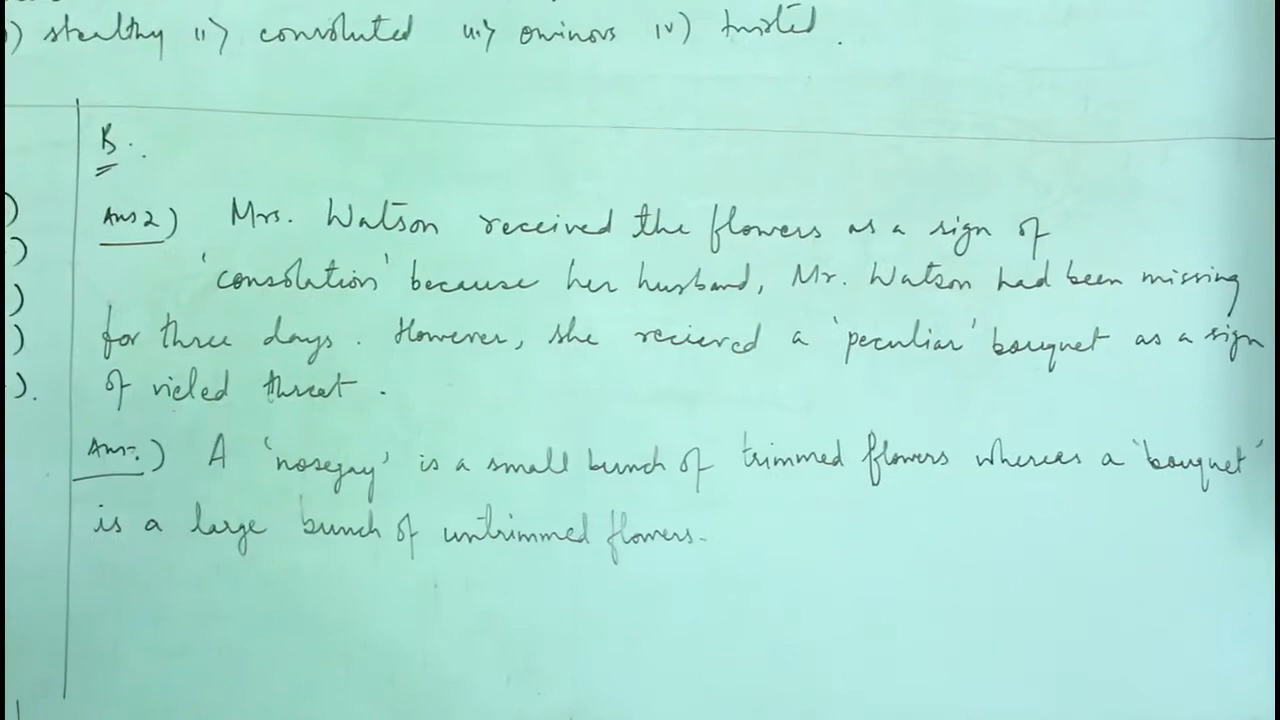 ) stealthy ii) convoluted iii) ominous iv) twisted.
B.
)
Ans 2) Mrs. Watson received the flowers as a sign of
)
'consolation' because her husband, Mr. Watson had been missing
)
for three days. However, she recieved a 'peculiar' bouquet as a sign
)
of vieled threat.
).
Ans-.) A 'nosegay' is a small bunch of trimmed flowers whereas a 'bouquet'
is a large bunch of untrimmed flowers.